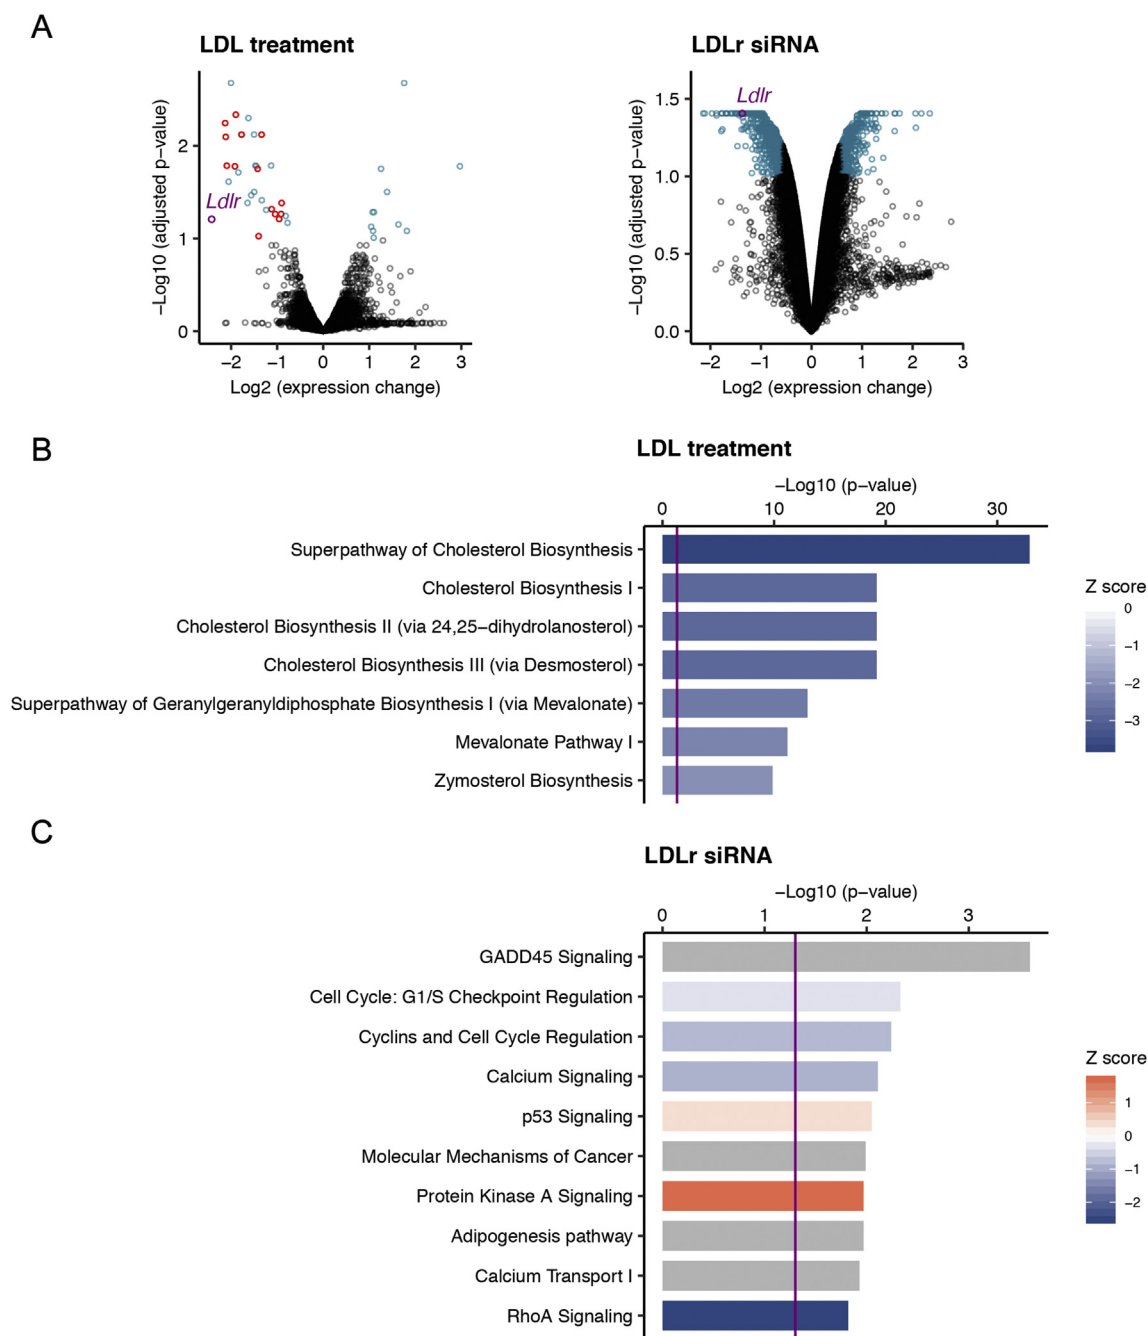 A
LDL treatment
LDLr siRNA
−Log10 (adjusted p−value)
2
1
0
Ldlr
−2 −1 0 1 2 3
Log2 (expression change)
−Log10 (adjusted p−value)
1.5
1.0
0.5
0.0
Ldlr
−2 −1 0 1 2 3
Log2 (expression change)
B
LDL treatment
−Log10 (p−value)
0 10 20 30
Superpathway of Cholesterol Biosynthesis
Cholesterol Biosynthesis I
Cholesterol Biosynthesis II (via 24,25−dihydrolanosterol)
Cholesterol Biosynthesis III (via Desmosterol)
Superpathway of Geranylgeranyldiphosphate Biosynthesis I (via Mevalonate)
Mevalonate Pathway I
Zymosterol Biosynthesis
Z score
0
−1
−2
−3
C
LDLr siRNA
−Log10 (p−value)
0 1 2 3
GADD45 Signaling
Cell Cycle: G1/S Checkpoint Regulation
Cyclins and Cell Cycle Regulation
Calcium Signaling
p53 Signaling
Molecular Mechanisms of Cancer
Protein Kinase A Signaling
Adipogenesis pathway
Calcium Transport I
RhoA Signaling
Z score
1
0
−1
−2